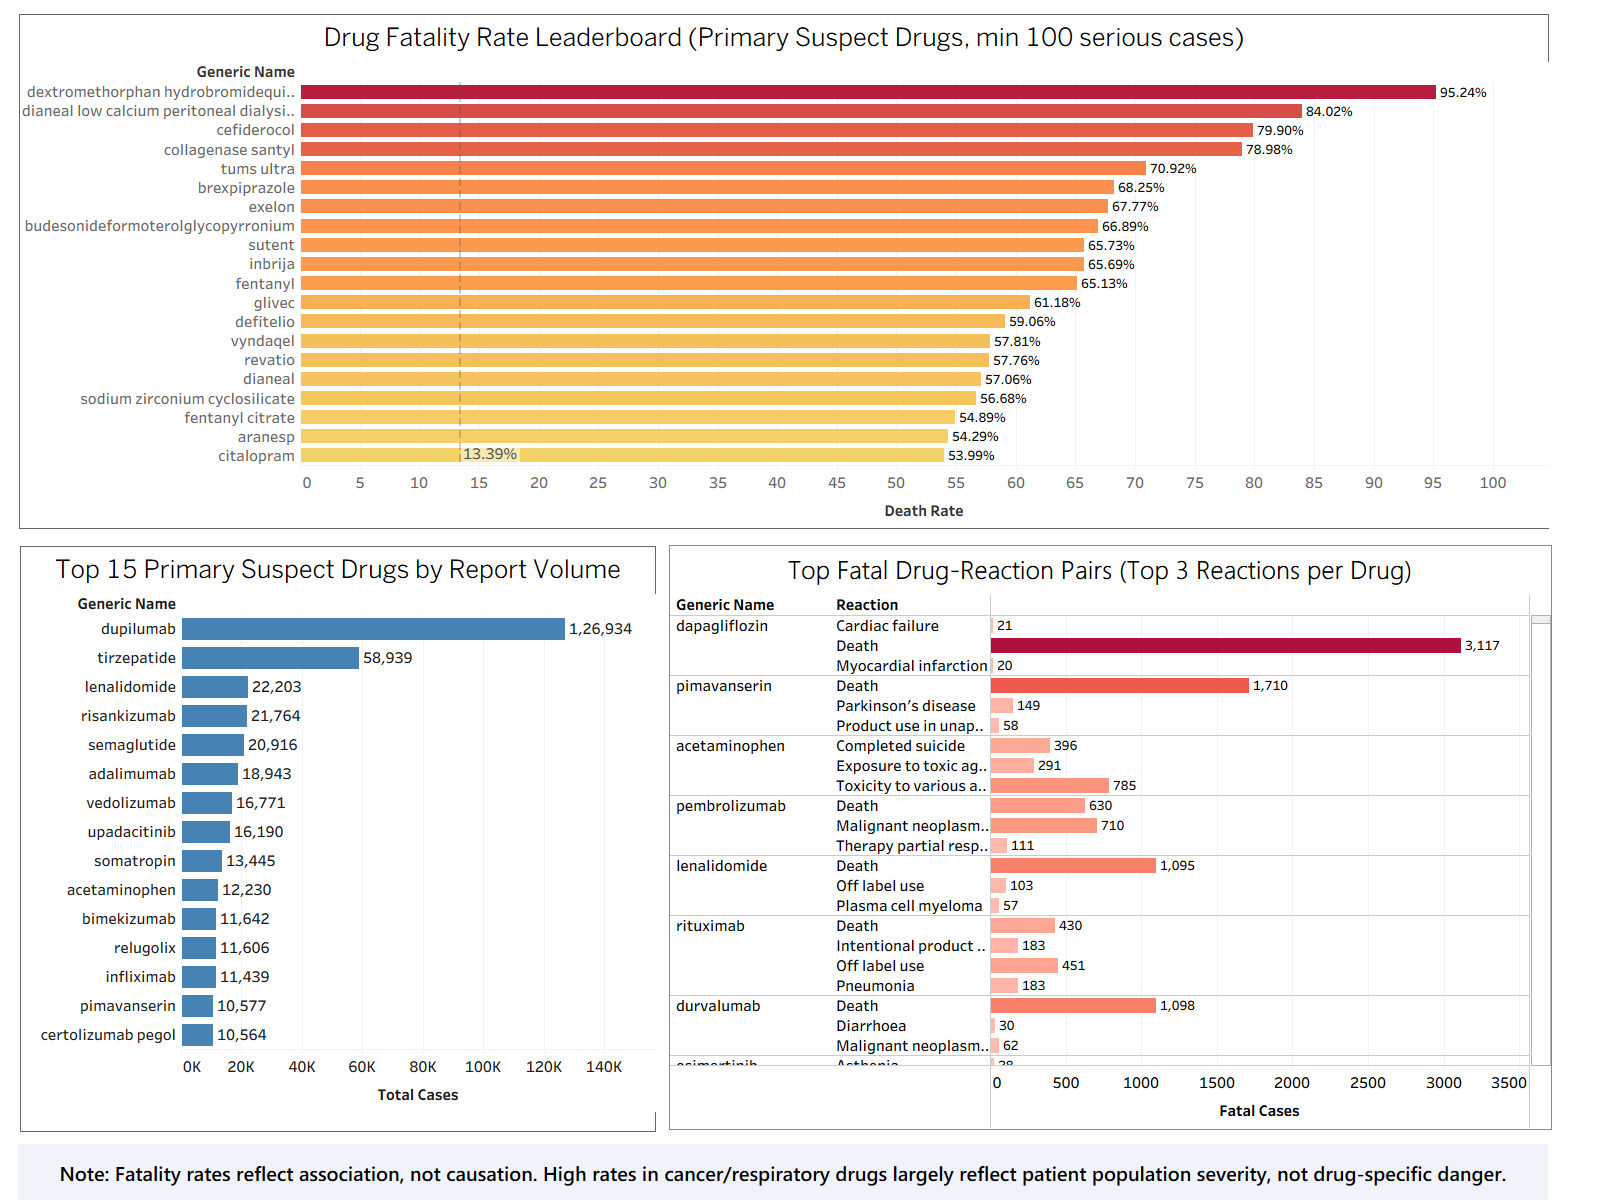 Drug Fatality Rate Leaderboard (Primary Suspect Drugs, min 100 serious cases)
Generic Name
dextromethorphan hydrobromidequi.. 95.24%
dianeal low calcium peritoneal dialysi.. 84.02%
cefiderocol 79.90%
collagenase santyl 78.98%
tums ultra 70.92%
brexpiprazole 68.25%
exelon 67.77%
budesonideformoterolglycopyrronium 66.89%
sutent 65.73%
inbrija 65.69%
fentanyl 65.13%
glivec 61.18%
defitelio 59.06%
vyndaqel 57.81%
revatio 57.76%
dianeal 57.06%
sodium zirconium cyclosilicate 56.68%
fentanyl citrate 54.89%
aranesp 54.29%
citalopram 13.39% 53.99%
0 5 10 15 20 25 30 35 40 45 50 55 60 65 70 75 80 85 90 95 100
Death Rate
Top 15 Primary Suspect Drugs by Report Volume
Generic Name
dupilumab 1,26,934
tirzepatide 58,939
lenalidomide 22,203
risankizumab 21,764
semaglutide 20,916
adalimumab 18,943
vedolizumab 16,771
upadacitinib 16,190
somatropin 13,445
acetaminophen 12,230
bimekizumab 11,642
relugolix 11,606
infliximab 11,439
pimavanserin 10,577
certolizumab pegol 10,564
0K 20K 40K 60K 80K 100K 120K 140K
Total Cases
Top Fatal Drug-Reaction Pairs (Top 3 Reactions per Drug)
Generic Name Reaction
dapagliflozin Cardiac failure 21
Death 3,117
Myocardial infarction 20
pimavanserin Death 1,710
Parkinson's disease 149
Product use in unap.. 58
acetaminophen Completed suicide 396
Exposure to toxic ag.. 291
Toxicity to various a.. 785
pembrolizumab Death 630
Malignant neoplasm.. 710
Therapy partial resp.. 111
lenalidomide Death 1,095
Off label use 103
Plasma cell myeloma 57
rituximab Death 430
Intentional product .. 183
Off label use 451
Pneumonia 183
durvalumab Death 1,098
Diarrhoea 30
Malignant neoplasm.. 62
osimertinib Asthenia 28
0 500 1000 1500 2000 2500 3000 3500
Fatal Cases
Note: Fatality rates reflect association, not causation. High rates in cancer/respiratory drugs largely reflect patient population severity, not drug-specific danger.